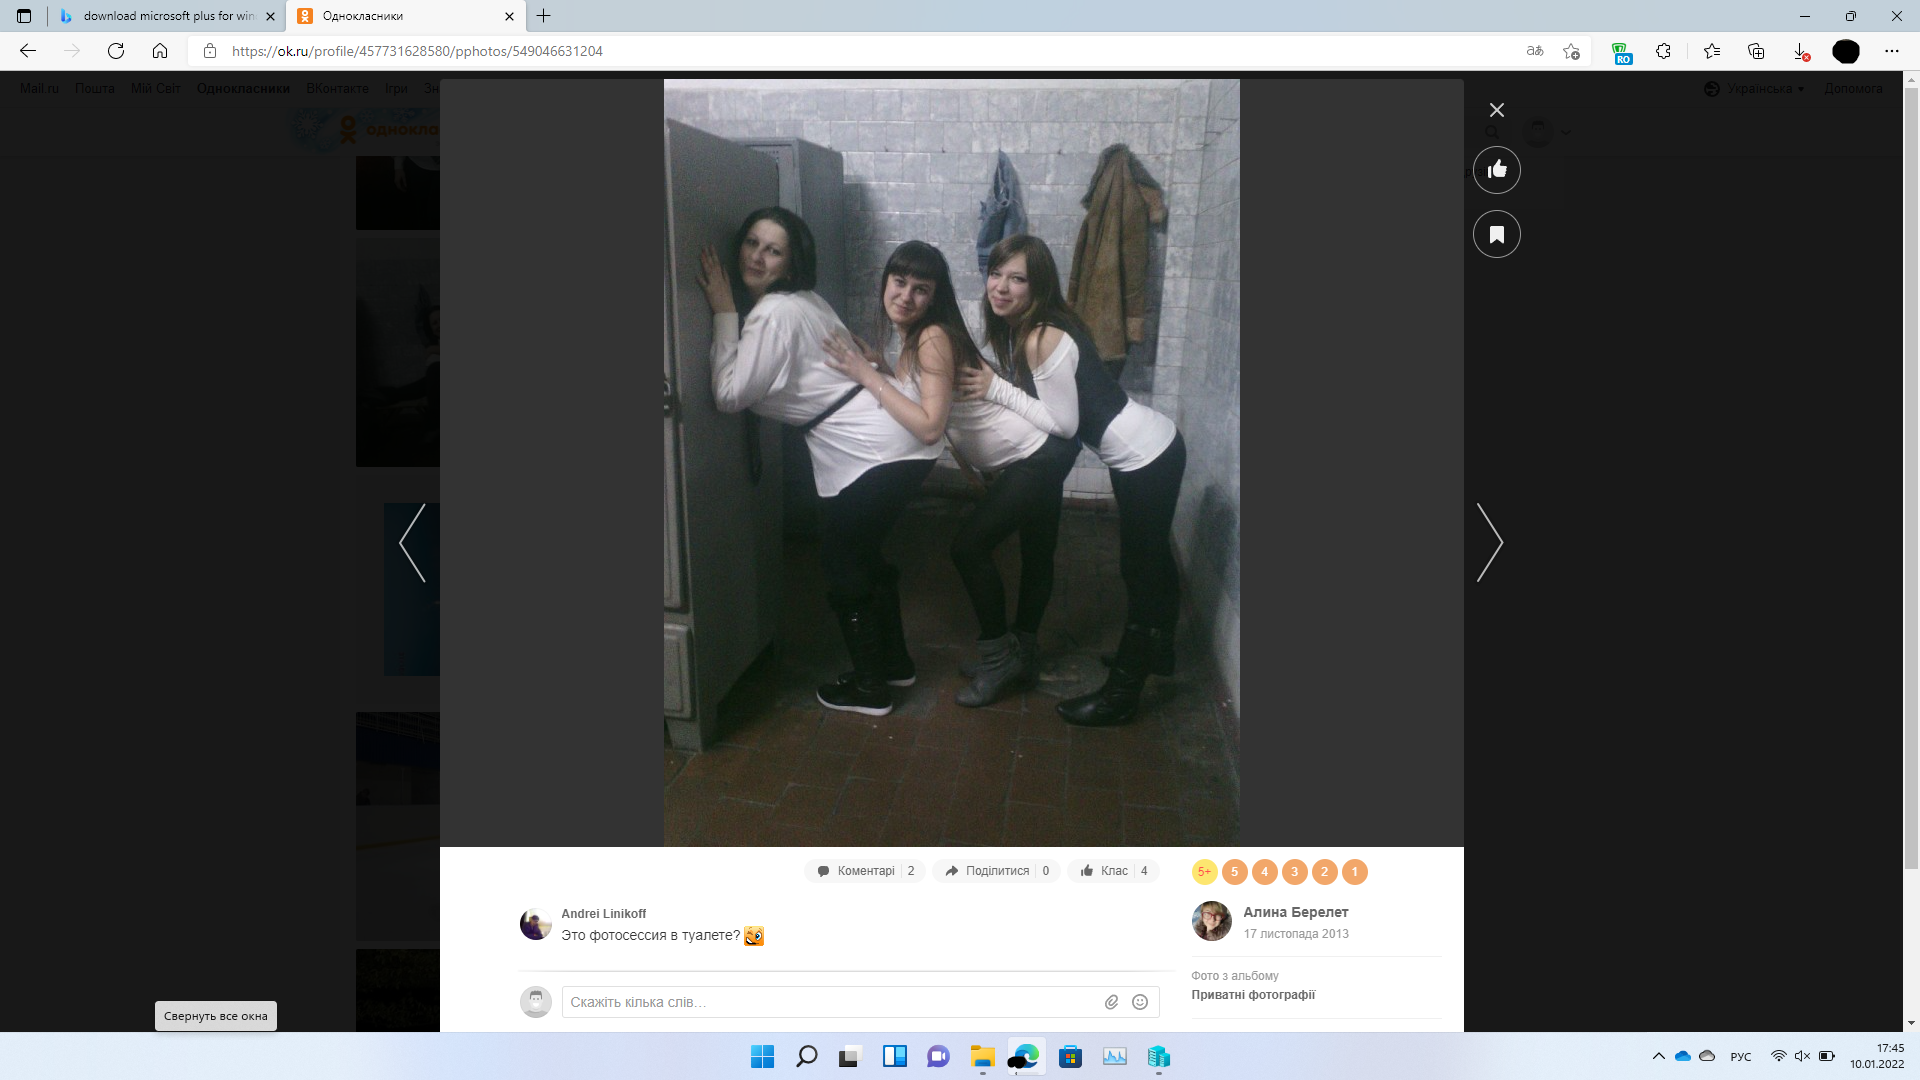 download microsoft plus for win
Однокласники
https://ok.ru/profile/457731628580/pphotos/549046631204
RO
Mail.ru Пошта Мій Світ Однокласники ВКонтакте Ігри Зн
Українська Допомога
однокла
Коментарі 2 Поділитися 0 Клас 4
5+ 5 4 3 2 1
Andrei Linikoff
Это фотосессия в туалете?
Алина Берелет
17 листопада 2013
Фото з альбому
Приватні фотографії
Скажіть кілька слів...
Свернуть все окна
РУС
17:45
10.01.2022